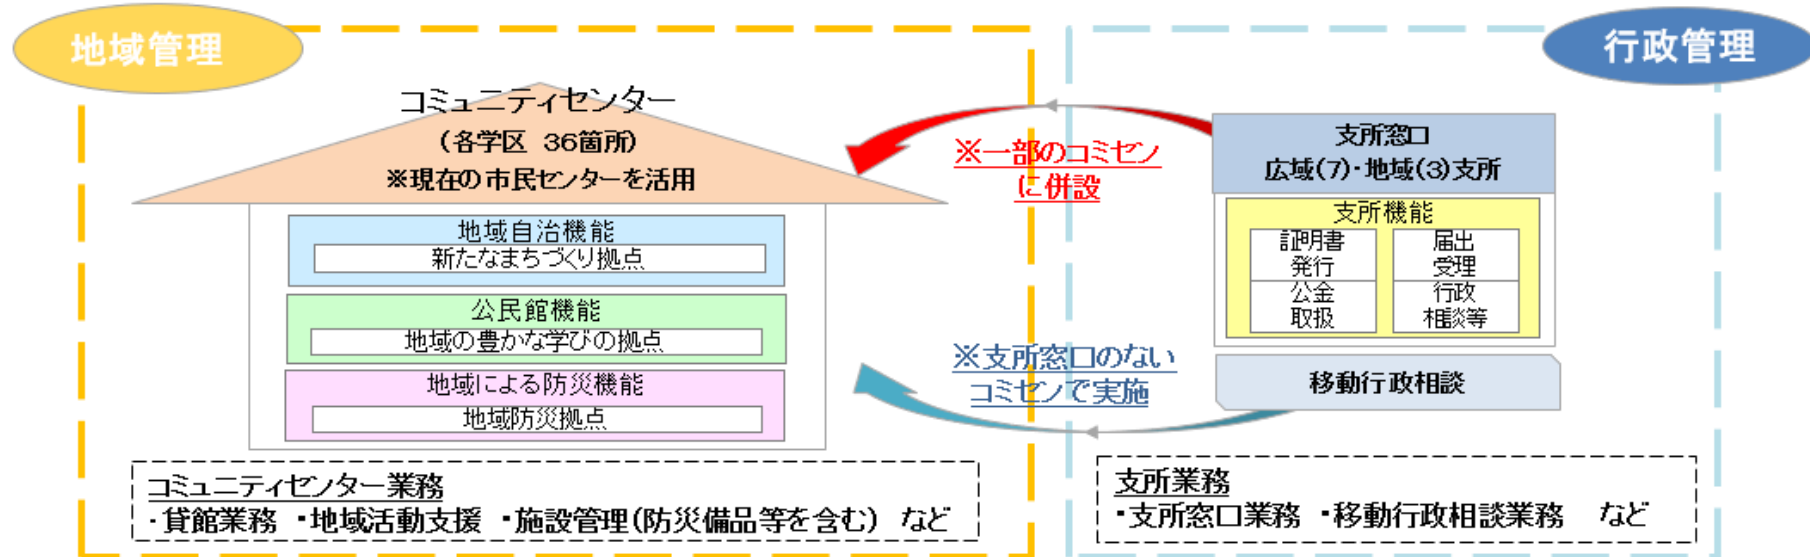 地域管理
コミュニティセンター
(各学区 36箇所)
※現在の市民センターを活用
地域自治機能
新たなまちづくり拠点
公民館機能
地域の豊かな学びの拠点
地域による防災機能
地域防災拠点
コミュニティセンター業務
・貸館業務 ・地域活動支援 ・施設管理(防災備品等を含む) など
※一部のコミセン
に併設
※支所窓口のない
コミセンで実施
行政管理
支所窓口
広域(7)・地域(3)支所
支所機能
証明書
発行
届出
受理
公金
取扱
行政
相談等
移動行政相談
支所業務
・支所窓口業務 ・移動行政相談業務 など